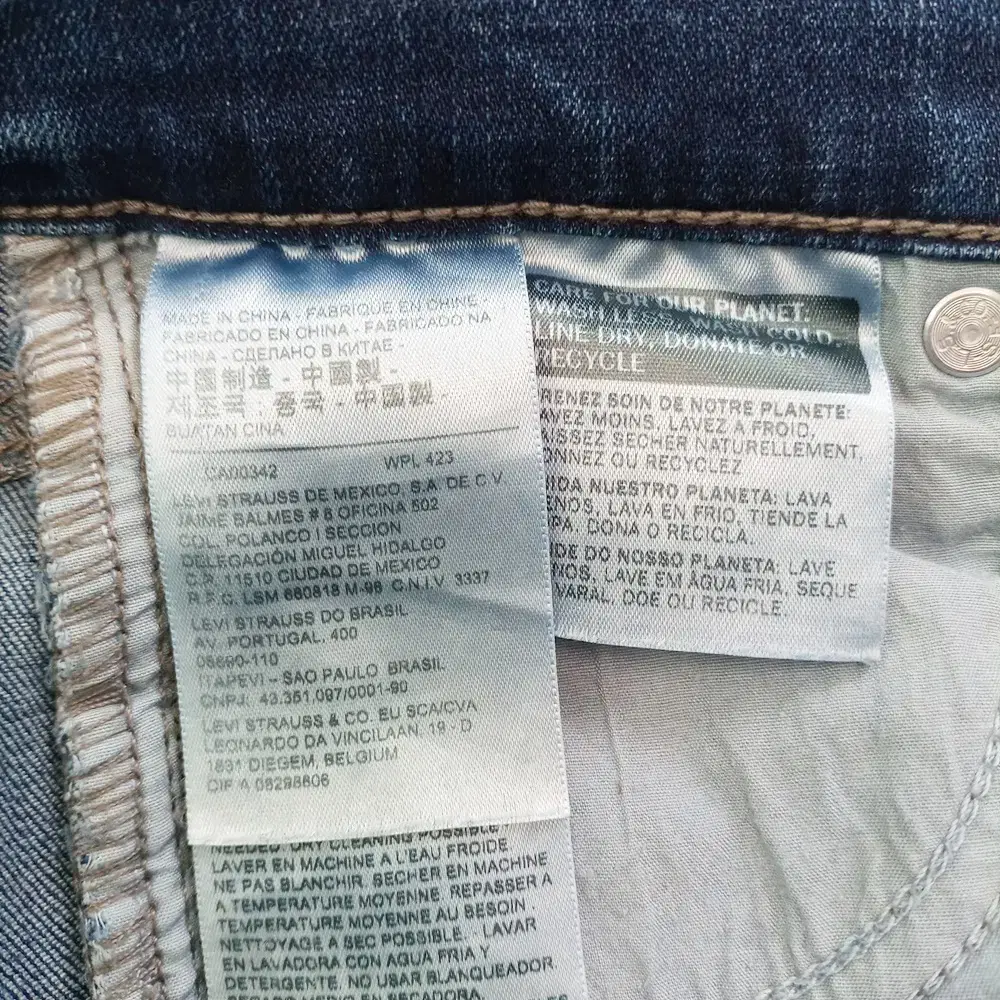 MADE IN CHINA - FABRIQUE EN CHINE -
FABRICADO EN CHINA - FABRICADO NA
CHINA - СДЕЛАНО В КИТАЕ -
中國制造 - 中國製 -
제조국 : 중국 - 中國製 -
BUATAN CINA
CA00342 WPL 423
LEVI STRAUSS DE MEXICO, S.A. DE C.V.
JAIME BALMES # 8 OFICINA 502
COL. POLANCO I SECCION
DELEGACIÓN MIGUEL HIDALGO
C.P. 11510 CIUDAD DE MEXICO
R.F.C. LSM 660818 M-96 C.N.I.V. 3337
LEVI STRAUSS DO BRASIL
AV. PORTUGAL, 400
06690-110
ITAPEVI – SAO PAULO BRASIL
CNPJ: 43.351.097/0001-90
LEVI STRAUSS & CO. EU SCA/CVA
LEONARDO DA VINCILAAN, 19 - D
1831 DIEGEM, BELGIUM
CIF A 08298606
NEEDED DRY CLEANING POSSIBLE
LAVER EN MACHINE A L'EAU FROIDE
NE PAS BLANCHIR SECHER EN MACHINE
A TEMPERATURE MOYENNE REPASSER A
TEMPERATURE MOYENNE AU BESOIN
NETTOYAGE A SEC POSSIBLE. LAVAR
EN LAVADORA CON AGUA FRIA Y
DETERGENTE, NO USAR BLANQUEADOR
SECAR MEDIO EN SECADORA,
CARE FOR OUR PLANET.
WASH LESS, WASH COLD,
LINE DRY, DONATE OR
RECYCLE
PRENEZ SOIN DE NOTRE PLANETE:
LAVEZ MOINS, LAVEZ A FROID,
LAISSEZ SECHER NATURELLEMENT,
DONNEZ OU RECYCLEZ
CUIDA NUESTRO PLANETA: LAVA
MENOS, LAVA EN FRIO, TIENDE LA
ROPA, DONA O RECICLA.
CUIDE DO NOSSO PLANETA: LAVE
MENOS, LAVE EM ÁGUA FRIA, SEQUE
VARAL, DOE OU RECICLE.